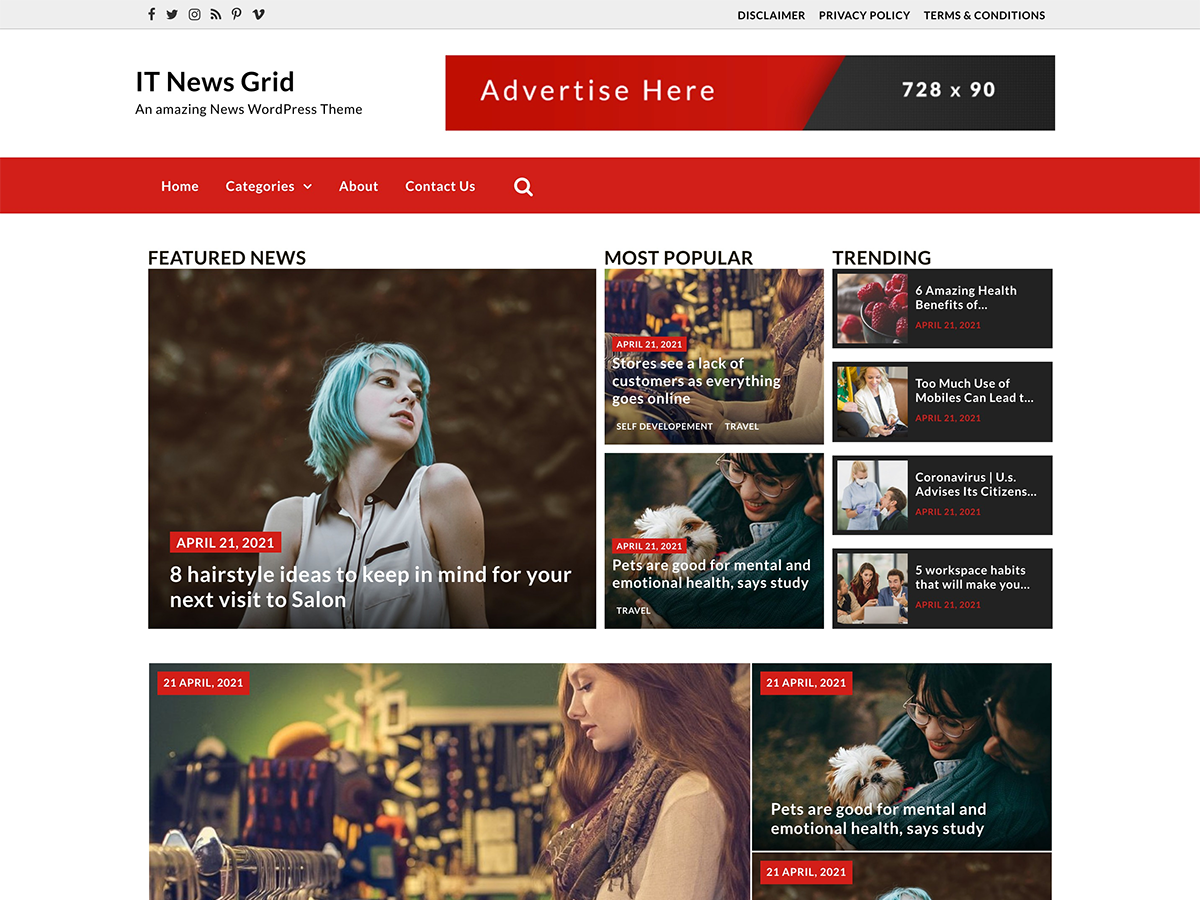 DISCLAIMER PRIVACY POLICY TERMS & CONDITIONS
IT News Grid
An amazing News WordPress Theme
Advertise Here
728 x 90
Home Categories About Contact Us
FEATURED NEWS
APRIL 21, 2021
8 hairstyle ideas to keep in mind for your
next visit to Salon
MOST POPULAR
APRIL 21, 2021
Stores see a lack of
customers as everything
goes online
SELF DEVELOPEMENT TRAVEL
APRIL 21, 2021
Pets are good for mental and
emotional health, says study
TRAVEL
TRENDING
6 Amazing Health
Benefits of...
APRIL 21, 2021
Too Much Use of
Mobiles Can Lead t...
APRIL 21, 2021
Coronavirus | U.s.
Advises Its Citizens...
APRIL 21, 2021
5 workspace habits
that will make you...
APRIL 21, 2021
21 APRIL, 2021
21 APRIL, 2021
Pets are good for mental and
emotional health, says study
21 APRIL, 2021